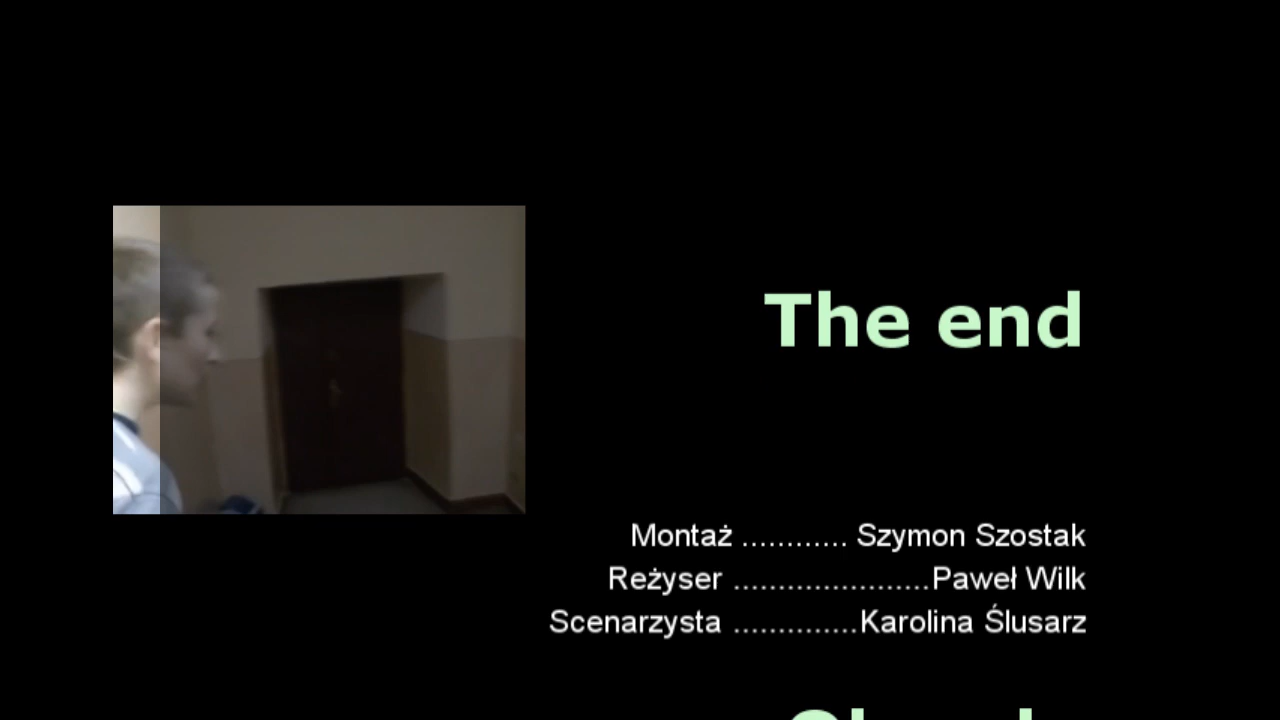 The end
Montaż ............ Szymon Szostak
Reżyser ......................Paweł Wilk
Scenarzysta ..............Karolina Ślusarz